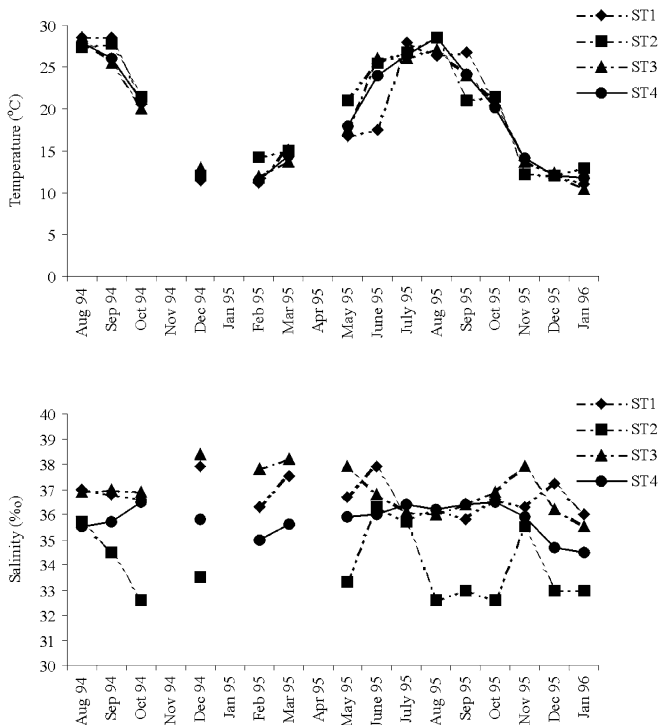 30
25
20
15
10
5
0
Temperature (°C)
ST1
ST2
ST3
ST4
Aug 94
Sep 94
Oct 94
Nov 94
Dec 94
Jan 95
Feb 95
Mar 95
Apr 95
May 95
June 95
July 95
Aug 95
Sep 95
Oct 95
Nov 95
Dec 95
Jan 96
40
39
38
37
36
35
34
33
32
31
30
Salinity (‰)
ST1
ST2
ST3
ST4
Aug 94
Sep 94
Oct 94
Nov 94
Dec 94
Jan 95
Feb 95
Mar 95
Apr 95
May 95
June 95
July 95
Aug 95
Sep 95
Oct 95
Nov 95
Dec 95
Jan 96